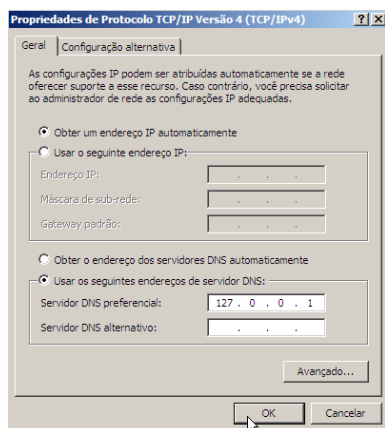 Propriedades de Protocolo TCP/IP Versão 4 (TCP/IPv4)
Geral
Configuração alternativa
As configurações IP podem ser atribuídas automaticamente se a rede
oferecer suporte a esse recurso. Caso contrário, você precisa solicitar
ao administrador de rede as configurações IP adequadas.
Obter um endereço IP automaticamente
Usar o seguinte endereço IP:
Endereço IP:
Máscara de sub-rede:
Gateway padrão:
Obter o endereço dos servidores DNS automaticamente
Usar os seguintes endereços de servidor DNS:
Servidor DNS preferencial: 127 . 0 . 0 . 1
Servidor DNS alternativo:
Avançado...
OK
Cancelar